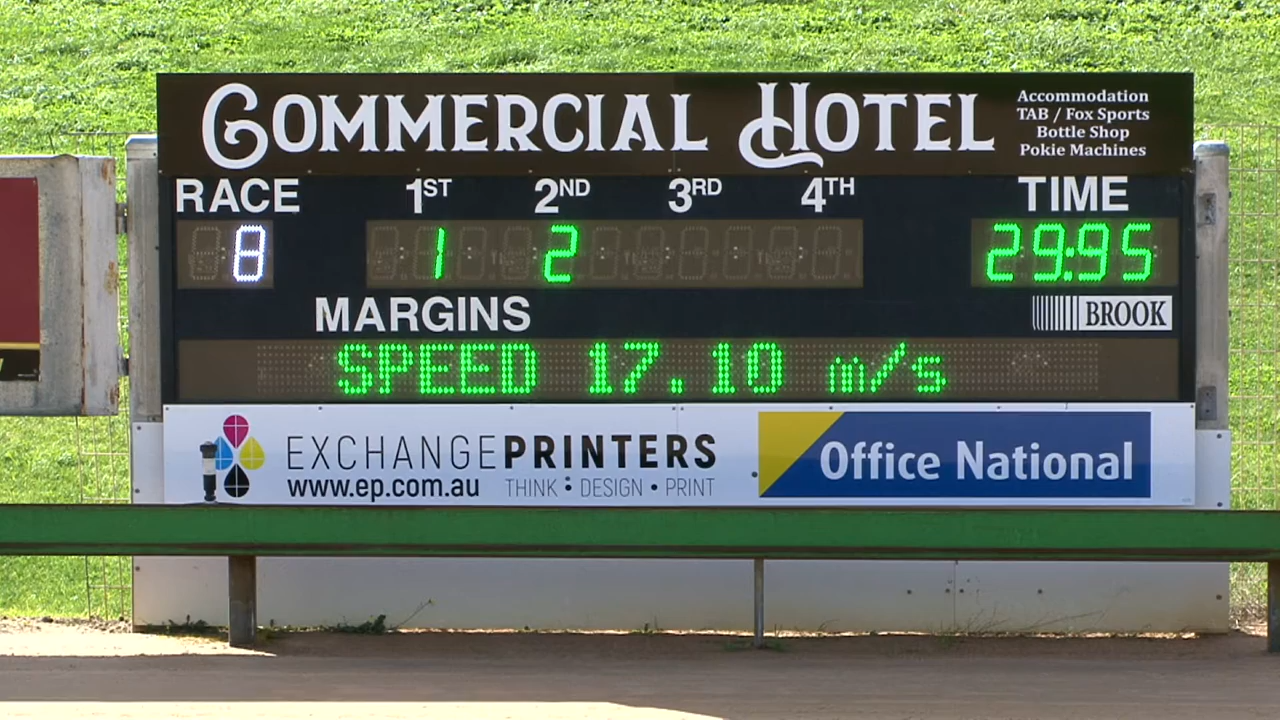 COMMERCIAL HOTEL
Accommodation
TAB / Fox Sports
Bottle Shop
Pokie Machines
RACE 1ST 2ND 3RD 4TH TIME
8 1 2 29:95
MARGINS
BROOK
SPEED 17.10 m/s
EXCHANGEPRINTERS
www.ep.com.au THINK • DESIGN • PRINT
Office National